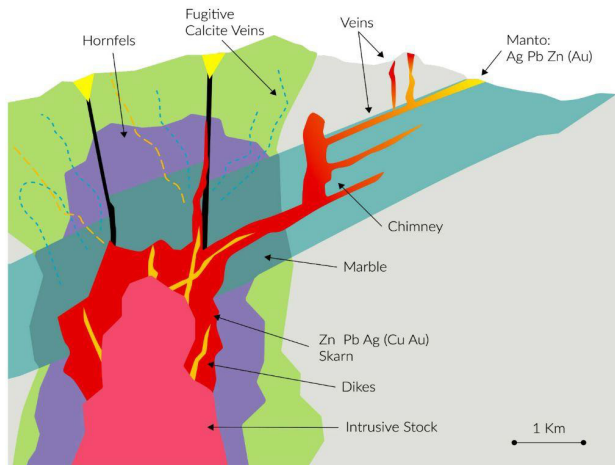 Fugitive
Calcite Veins
Hornfels
Veins
Manto:
Ag Pb Zn (Au)
Chimney
Marble
Zn Pb Ag (Cu Au)
Skarn
Dikes
Intrusive Stock
1 Km